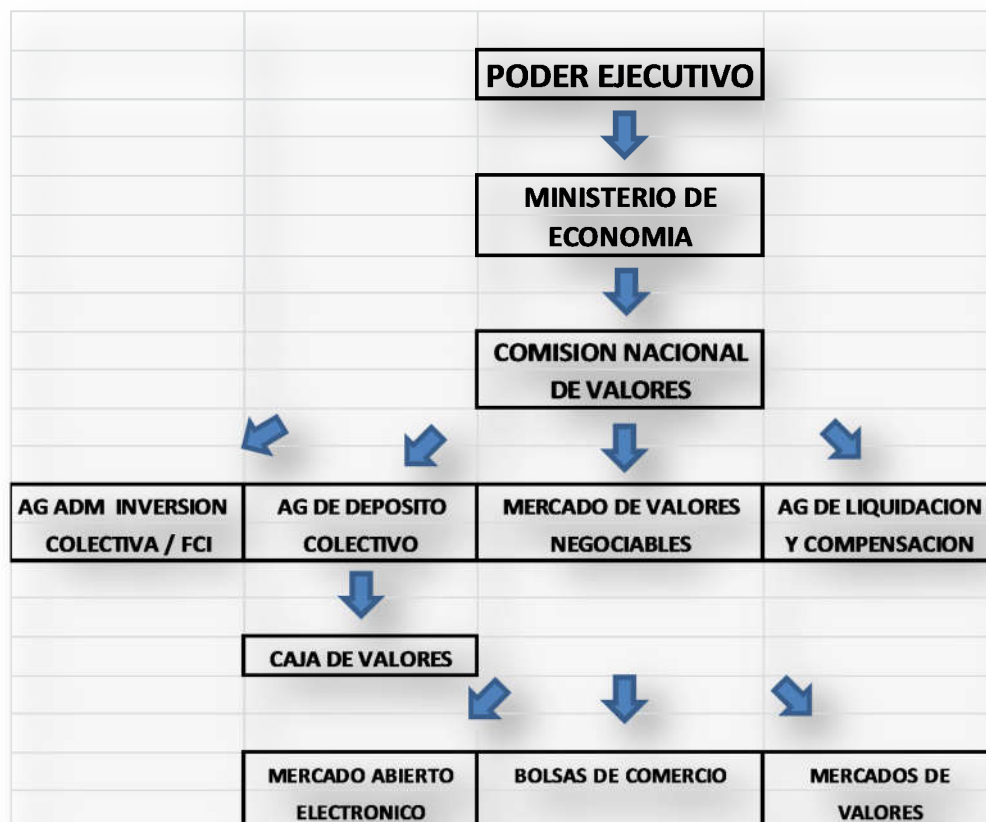 PODER EJECUTIVO
MINISTERIO DE
ECONOMIA
COMISION NACIONAL
DE VALORES
AG ADM INVERSION
COLECTIVA / FCI
AG DE DEPOSITO
COLECTIVO
MERCADO DE VALORES
NEGOCIABLES
AG DE LIQUIDACION
Y COMPENSACION
CAJA DE VALORES
MERCADO ABIERTO
ELECTRONICO
BOLSAS DE COMERCIO
MERCADOS DE
VALORES